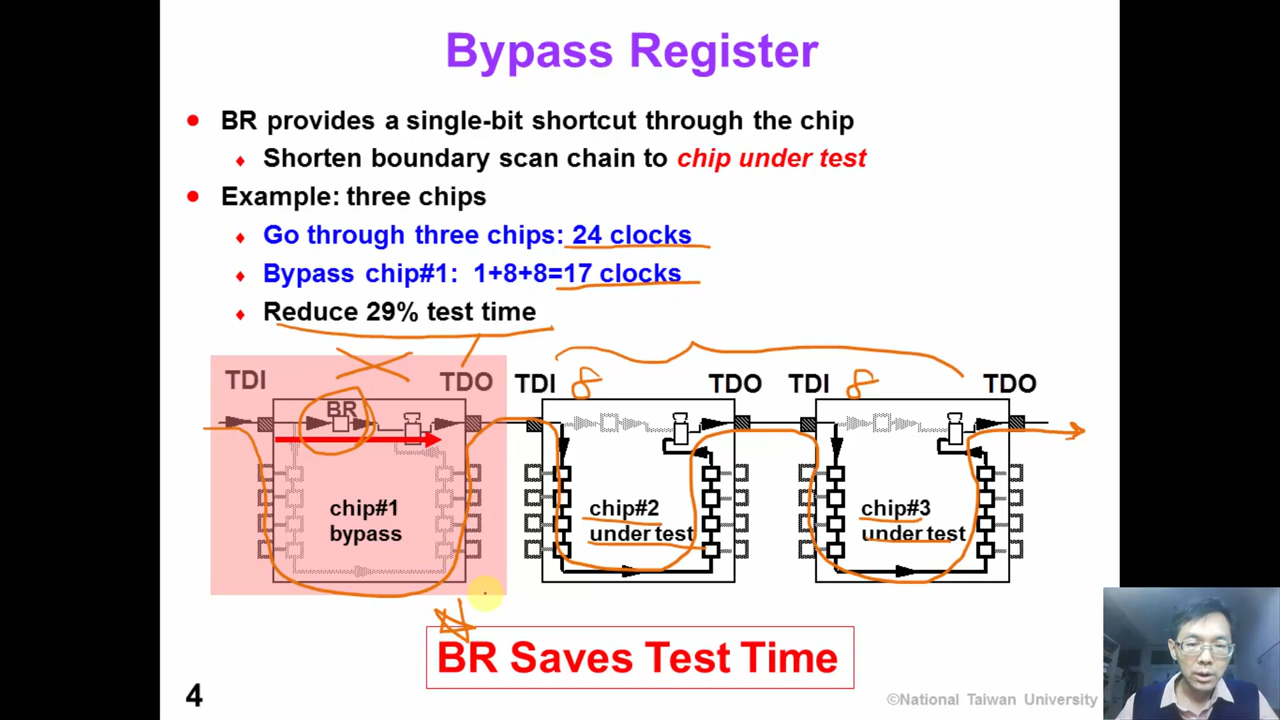 Bypass Register
• BR provides a single-bit shortcut through the chip
♦ Shorten boundary scan chain to chip under test
• Example: three chips
♦ Go through three chips: 24 clocks
♦ Bypass chip#1: 1+8+8=17 clocks
♦ Reduce 29% test time
TDI TDO TDI 8 TDO TDI 8 TDO
BR
chip#1
bypass
chip#2
under test
chip#3
under test
BR Saves Test Time
4
©National Taiwan University